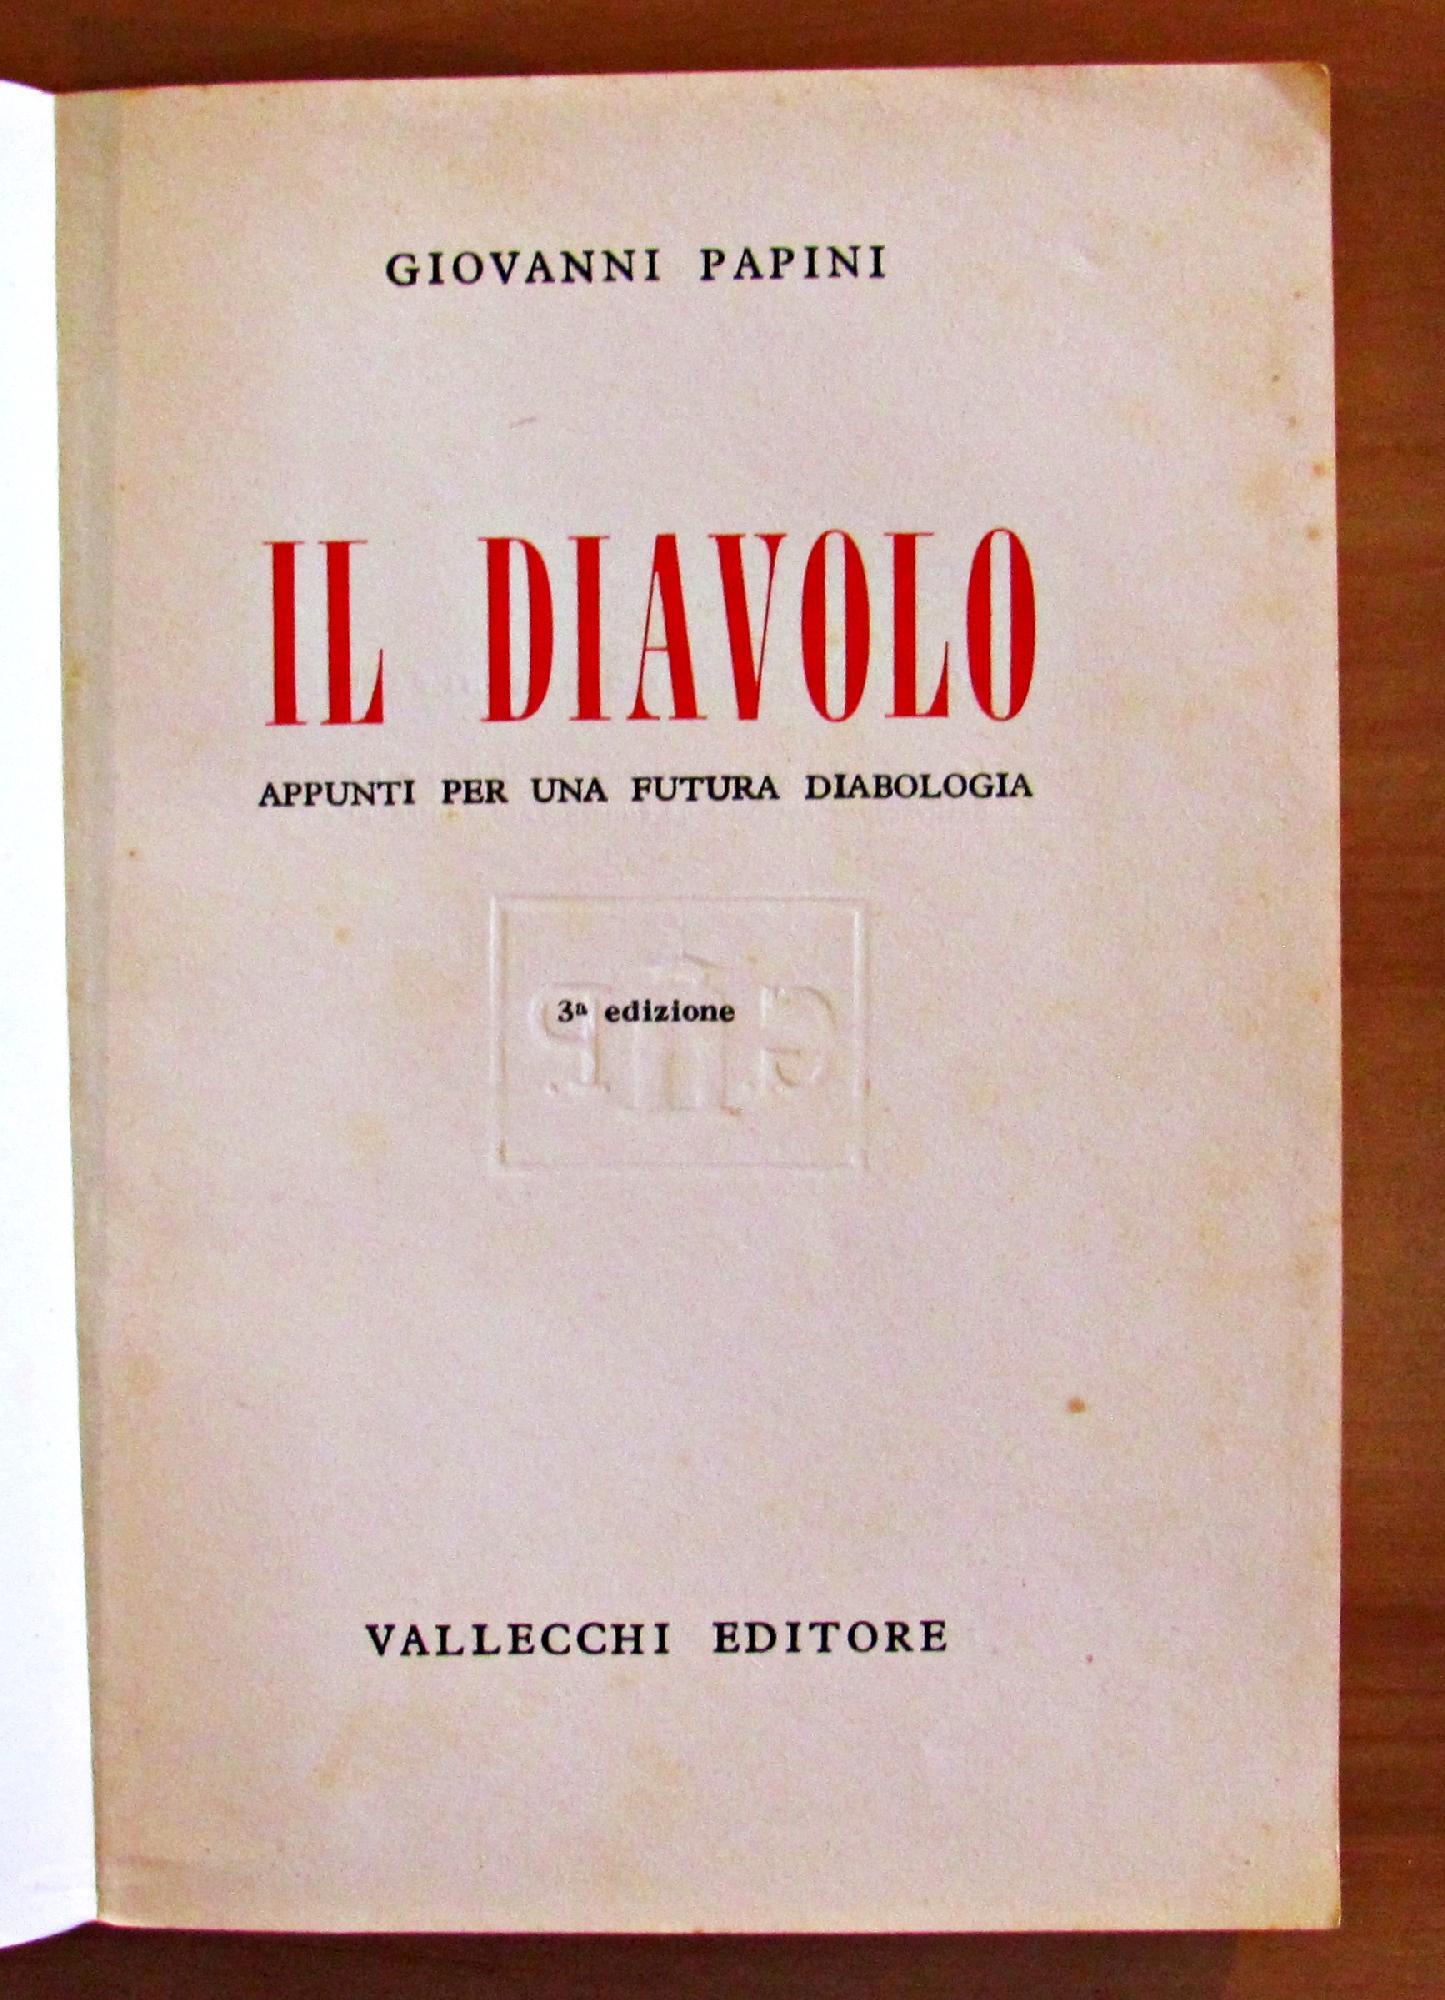 GIOVANNI PAPINI
IL DIAVOLO
APPUNTI PER UNA FUTURA DIABOLOGIA
3ª edizione
G. P.
VALLECCHI EDITORE